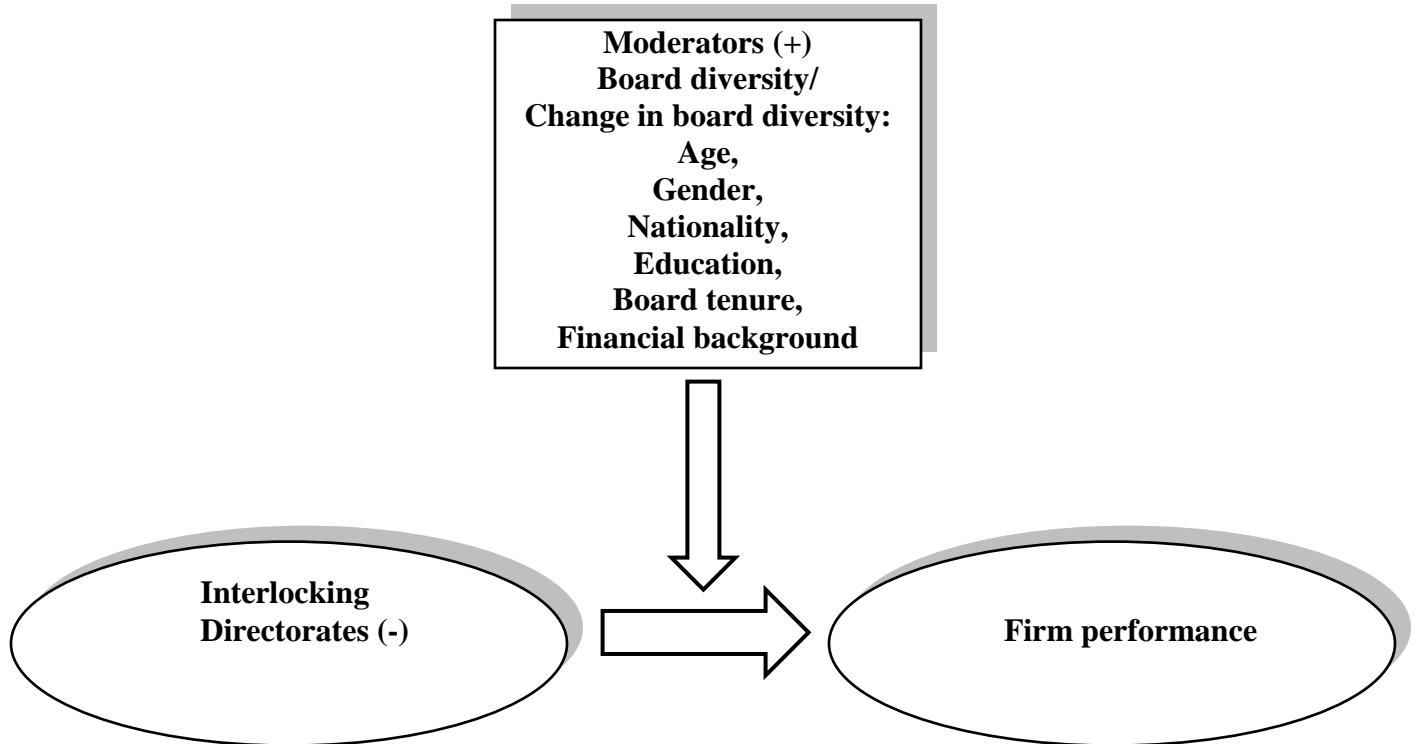 Moderators (+)
Board diversity/
Change in board diversity:
Age,
Gender,
Nationality,
Education,
Board tenure,
Financial background
Interlocking
Directorates (-)
Firm performance